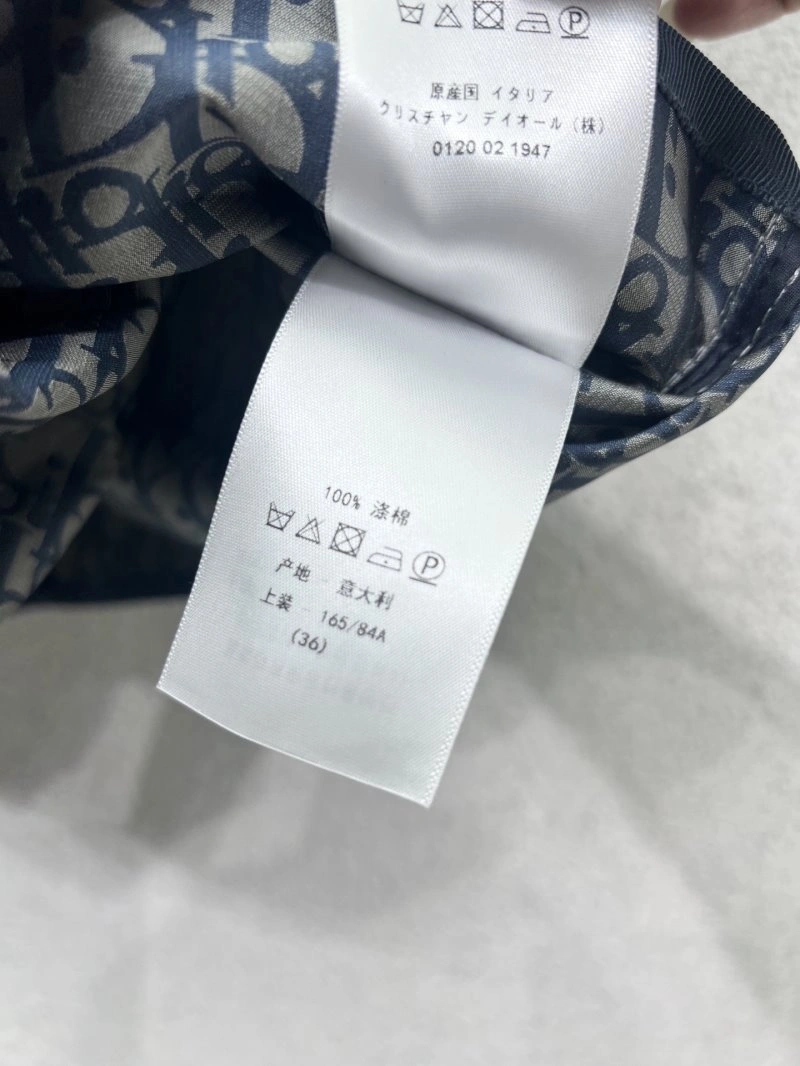 原産国 イタリア
クリスチャン デイオール (株)
0120 02 1947
100% 涤棉
产地 - 意大利
上装 - 165/84A
(36)